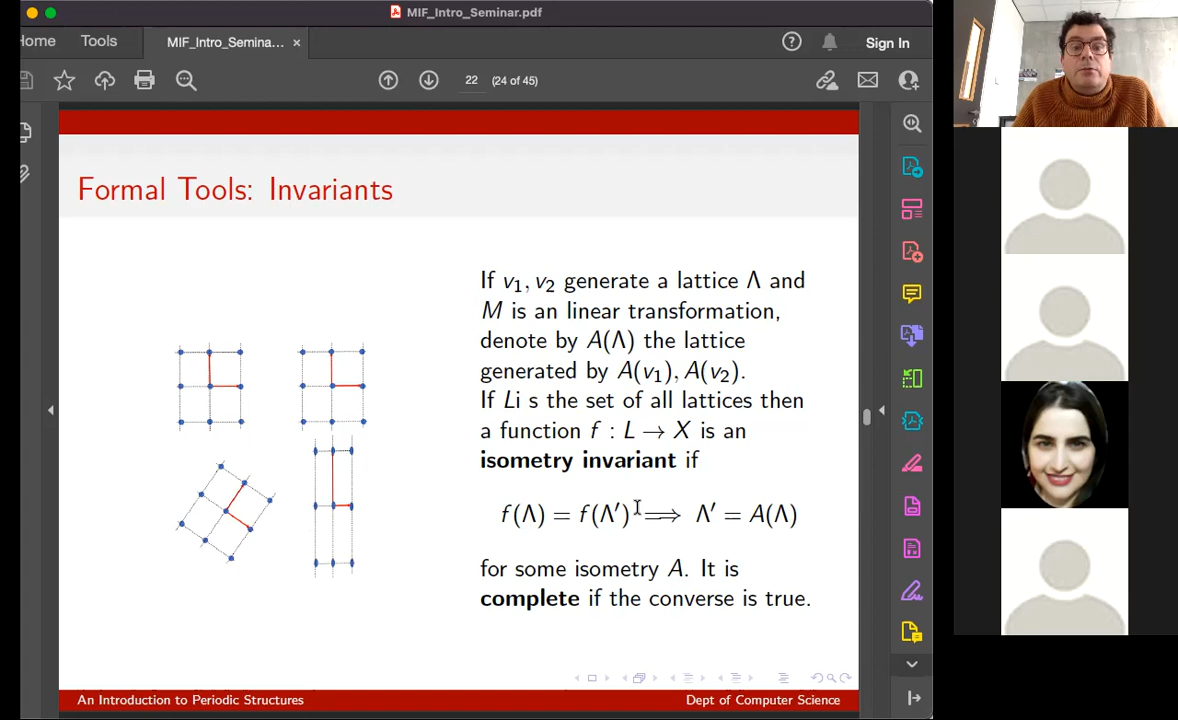 MIF_Intro_Seminar.pdf
Home
Tools
MIF_Intro_Semina... ×
Sign In
22
(24 of 45)
Formal Tools: Invariants
If v₁, v₂ generate a lattice Λ and
M is an linear transformation,
denote by A(Λ) the lattice
generated by A(v₁), A(v₂).
If Li s the set of all lattices then
a function f : L → X is an
isometry invariant if
f(Λ) = f(Λ′) ⟹ Λ′ = A(Λ)
for some isometry A. It is
complete if the converse is true.
An Introduction to Periodic Structures
Dept of Computer Science